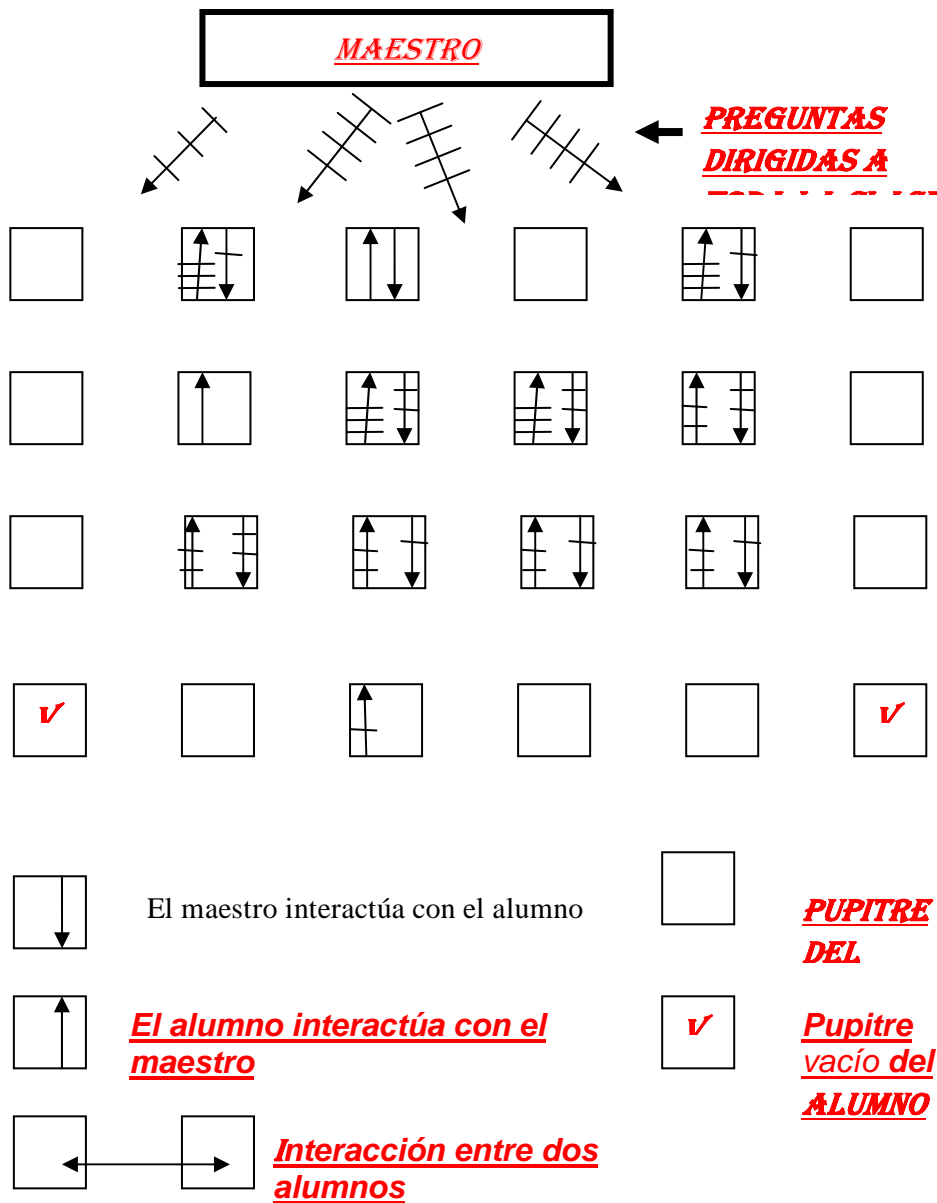 MAESTRO
PREGUNTAS
DIRIGIDAS A
V
V
El maestro interactúa con el alumno
PUPITRE
DEL
El alumno interactúa con el
maestro
V
Pupitre
vacío del
ALUMNO
Interacción entre dos
alumnos